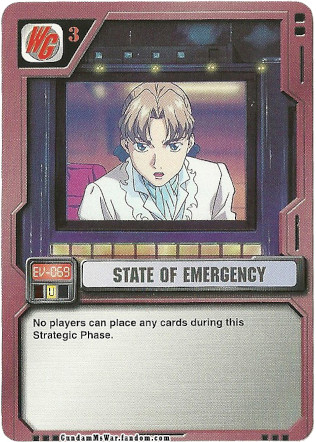 WG 3
EV-069
U
STATE OF EMERGENCY
No players can place any cards during this
Strategic Phase.
GundamMsWar.fandom.com